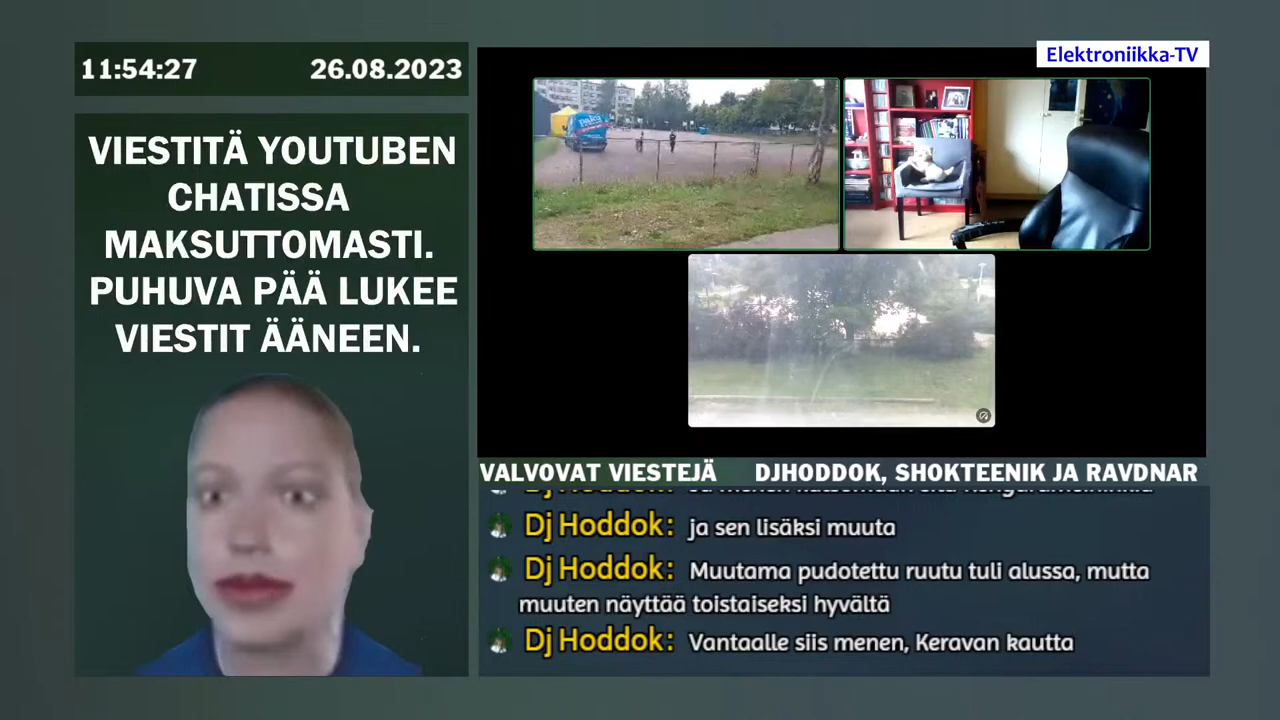 Elektroniikka-TV
11:54:27 26.08.2023
VIESTITÄ YOUTUBEN
CHATISSA
MAKSUTTOMASTI.
PUHUVA PÄÄ LUKEE
VIESTIT ÄÄNEEN.
VALVOVAT VIESTEJÄ DJHODDOK, SHOKTEENIK JA RAVDNAR
Dj Hoddok: ja sen lisäksi muuta
Dj Hoddok: Muutama pudotettu ruutu tuli alussa, mutta
muuten näyttää toistaiseksi hyvältä
Dj Hoddok: Vantaalle siis menen, Keravan kautta